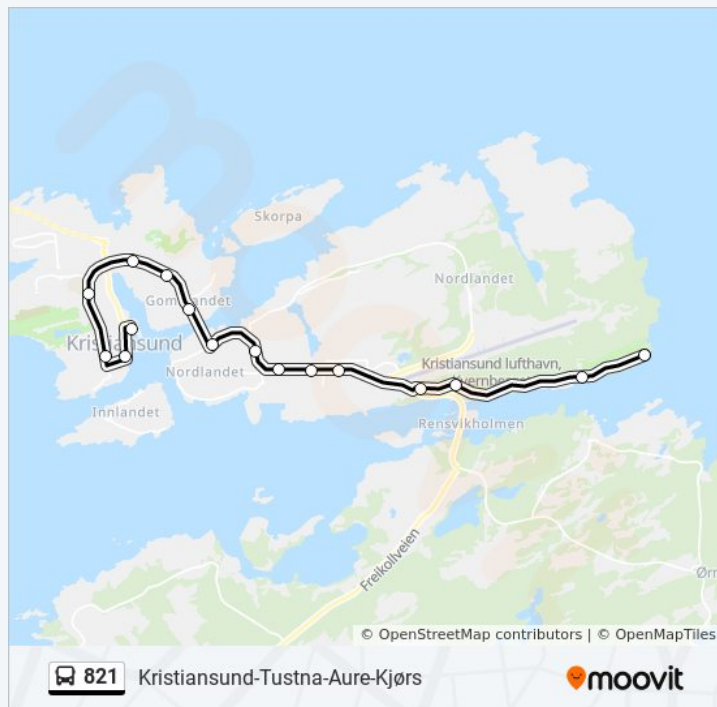 Skorpa
Nordlandet
Gomalandet
Kristiansund
Kristiansund lufthavn,
Kvernberget
Nordlandet
Innlandet
Rensvikholmen
Freikollveien
© OpenStreetMap contributors | © OpenMapTiles
821 Kristiansund-Tustna-Aure-Kjørs
moovit